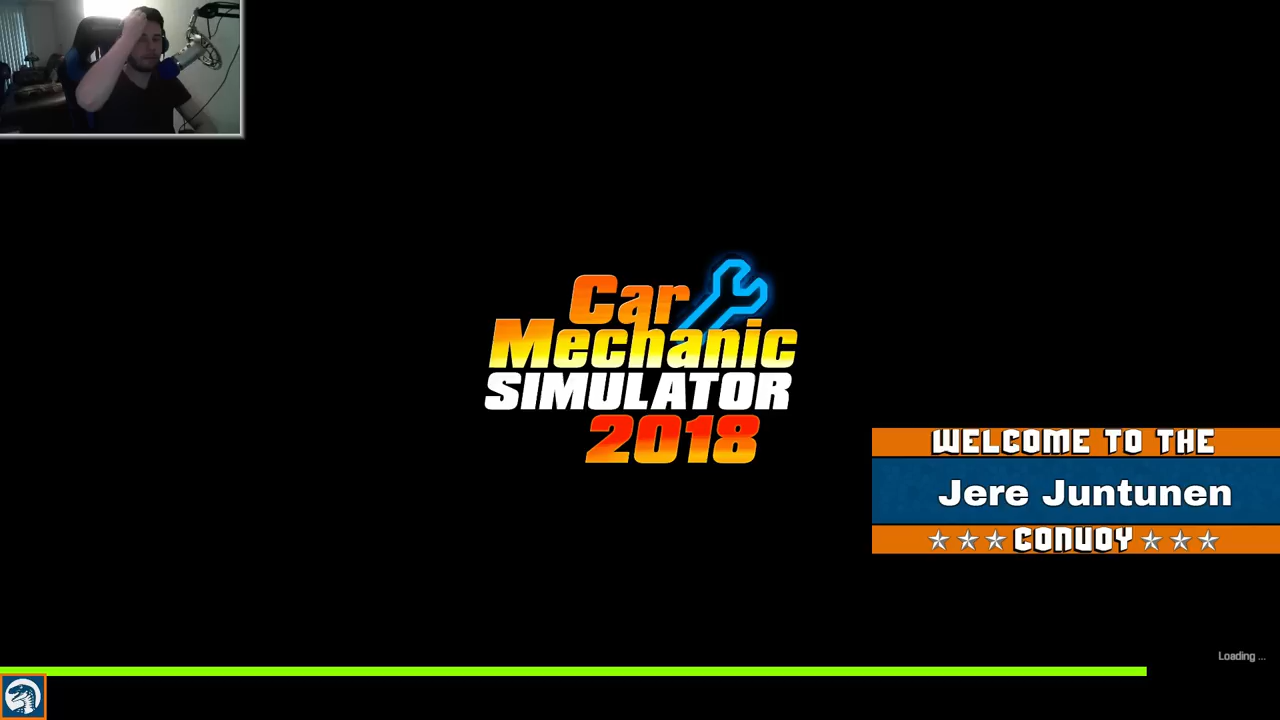 Car
Mechanic
SIMULATOR
2018
WELCOME TO THE
Jere Juntunen
CONVOY
Loading ...